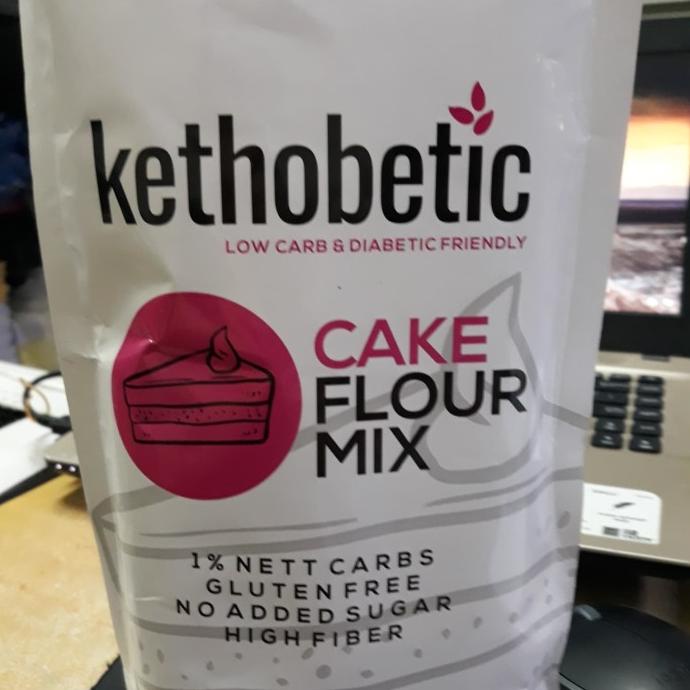 kethobetic
LOW CARB & DIABETIC FRIENDLY
CAKE
FLOUR
MIX
1% NETT CARBS
GLUTEN FREE
NO ADDED SUGAR
HIGH FIBER